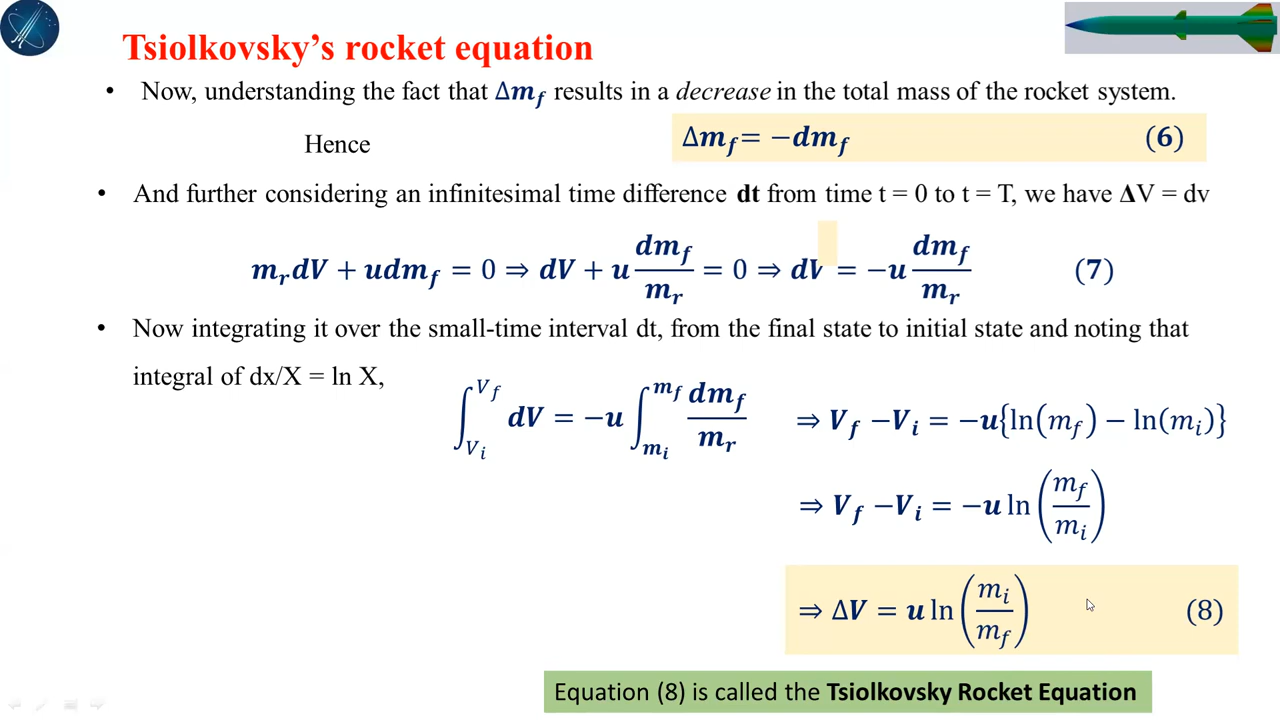 Tsiolkovsky's rocket equation
• Now, understanding the fact that Δm_f results in a decrease in the total mass of the rocket system.
Hence Δm_f = −dm_f (6)
• And further considering an infinitesimal time difference dt from time t = 0 to t = T, we have ΔV = dv
m_r dV + u dm_f = 0 ⇒ dV + u dm_f/m_r = 0 ⇒ dV = −u dm_f/m_r (7)
• Now integrating it over the small-time interval dt, from the final state to initial state and noting that
integral of dx/X = ln X,
∫_{V_i}^{V_f} dV = −u ∫_{m_i}^{m_f} dm_f/m_r ⇒ V_f −V_i = −u{ln(m_f) − ln(m_i)}
⇒ V_f −V_i = −u ln(m_f/m_i)
⇒ ΔV = u ln(m_i/m_f) (8)
Equation (8) is called the Tsiolkovsky Rocket Equation